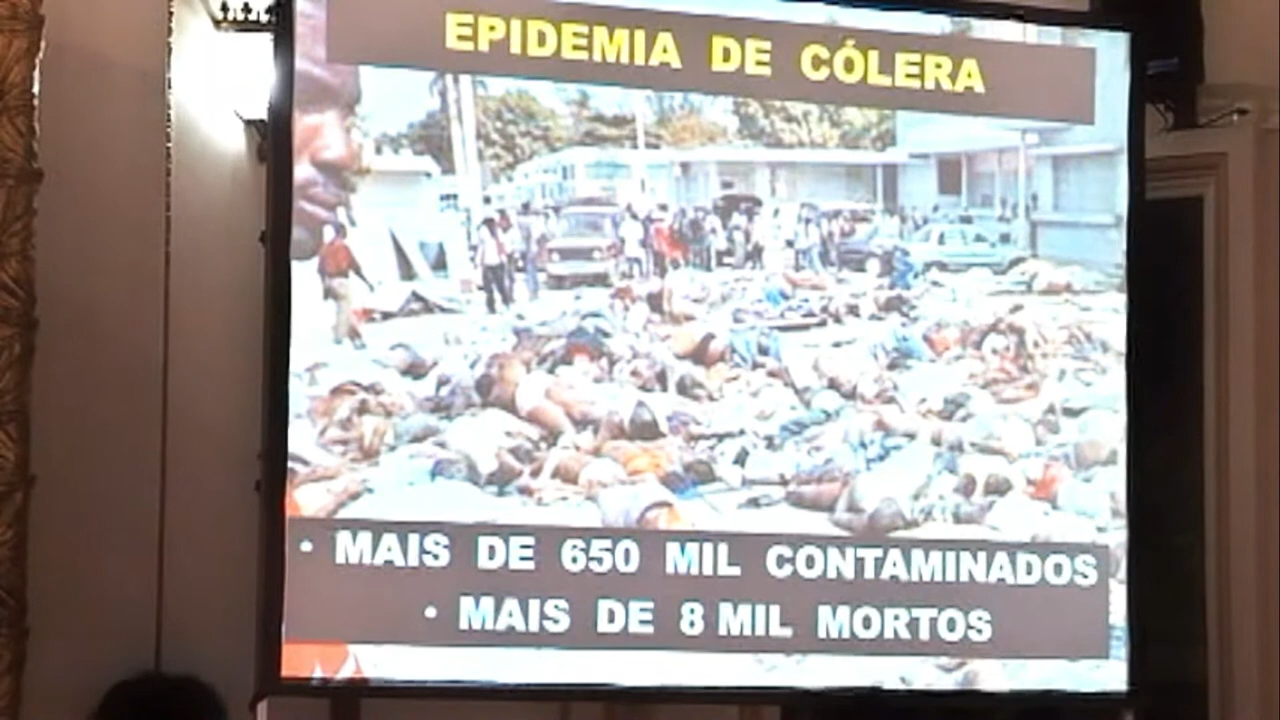 EPIDEMIA DE CÓLERA
• MAIS DE 650 MIL CONTAMINADOS
• MAIS DE 8 MIL MORTOS